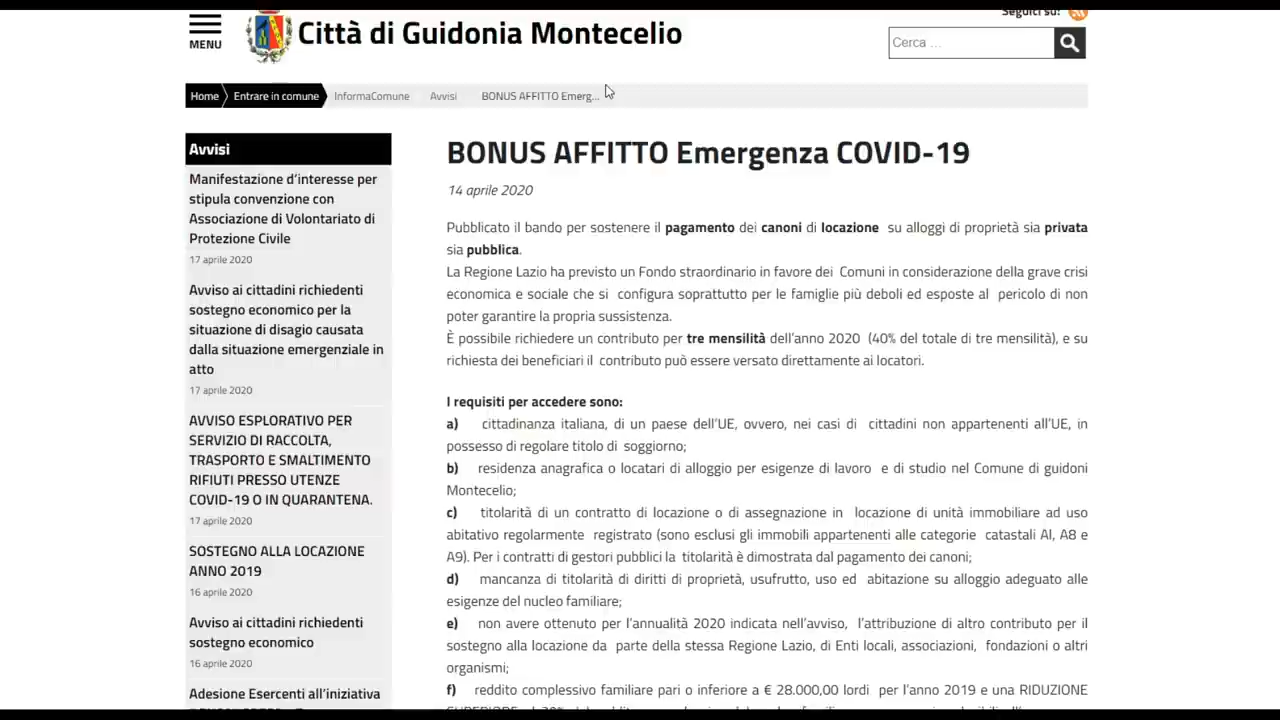 Seguici su:
MENU
Città di Guidonia Montecelio
Cerca ...
Home
Entrare in comune
InformaComune
Avvisi
BONUS AFFITTO Emerg...
Avvisi
Manifestazione d'interesse per
stipula convenzione con
Associazione di Volontariato di
Protezione Civile
17 aprile 2020
Avviso ai cittadini richiedenti
sostegno economico per la
situazione di disagio causata
dalla situazione emergenziale in
atto
17 aprile 2020
AVVISO ESPLORATIVO PER
SERVIZIO DI RACCOLTA,
TRASPORTO E SMALTIMENTO
RIFIUTI PRESSO UTENZE
COVID-19 O IN QUARANTENA.
17 aprile 2020
SOSTEGNO ALLA LOCAZIONE
ANNO 2019
16 aprile 2020
Avviso ai cittadini richiedenti
sostegno economico
16 aprile 2020
Adesione Esercenti all'iniziativa
BONUS AFFITTO Emergenza COVID-19
14 aprile 2020
Pubblicato il bando per sostenere il pagamento dei canoni di locazione su alloggi di proprietà sia privata
sia pubblica.
La Regione Lazio ha previsto un Fondo straordinario in favore dei Comuni in considerazione della grave crisi
economica e sociale che si configura soprattutto per le famiglie più deboli ed esposte al pericolo di non
poter garantire la propria sussistenza.
È possibile richiedere un contributo per tre mensilità dell'anno 2020 (40% del totale di tre mensilità), e su
richiesta dei beneficiari il contributo può essere versato direttamente ai locatori.
I requisiti per accedere sono:
a) cittadinanza italiana, di un paese dell'UE, ovvero, nei casi di cittadini non appartenenti all'UE, in
possesso di regolare titolo di soggiorno;
b) residenza anagrafica o locatari di alloggio per esigenze di lavoro e di studio nel Comune di guidoni
Montecelio;
c) titolarità di un contratto di locazione o di assegnazione in locazione di unità immobiliare ad uso
abitativo regolarmente registrato (sono esclusi gli immobili appartenenti alle categorie catastali Al, A8 e
A9). Per i contratti di gestori pubblici la titolarità è dimostrata dal pagamento dei canoni;
d) mancanza di titolarità di diritti di proprietà, usufrutto, uso ed abitazione su alloggio adeguato alle
esigenze del nucleo familiare;
e) non avere ottenuto per l'annualità 2020 indicata nell'avviso, l'attribuzione di altro contributo per il
sostegno alla locazione da parte della stessa Regione Lazio, di Enti locali, associazioni, fondazioni o altri
organismi;
f) reddito complessivo familiare pari o inferiore a € 28.000,00 lordi per l'anno 2019 e una RIDUZIONE